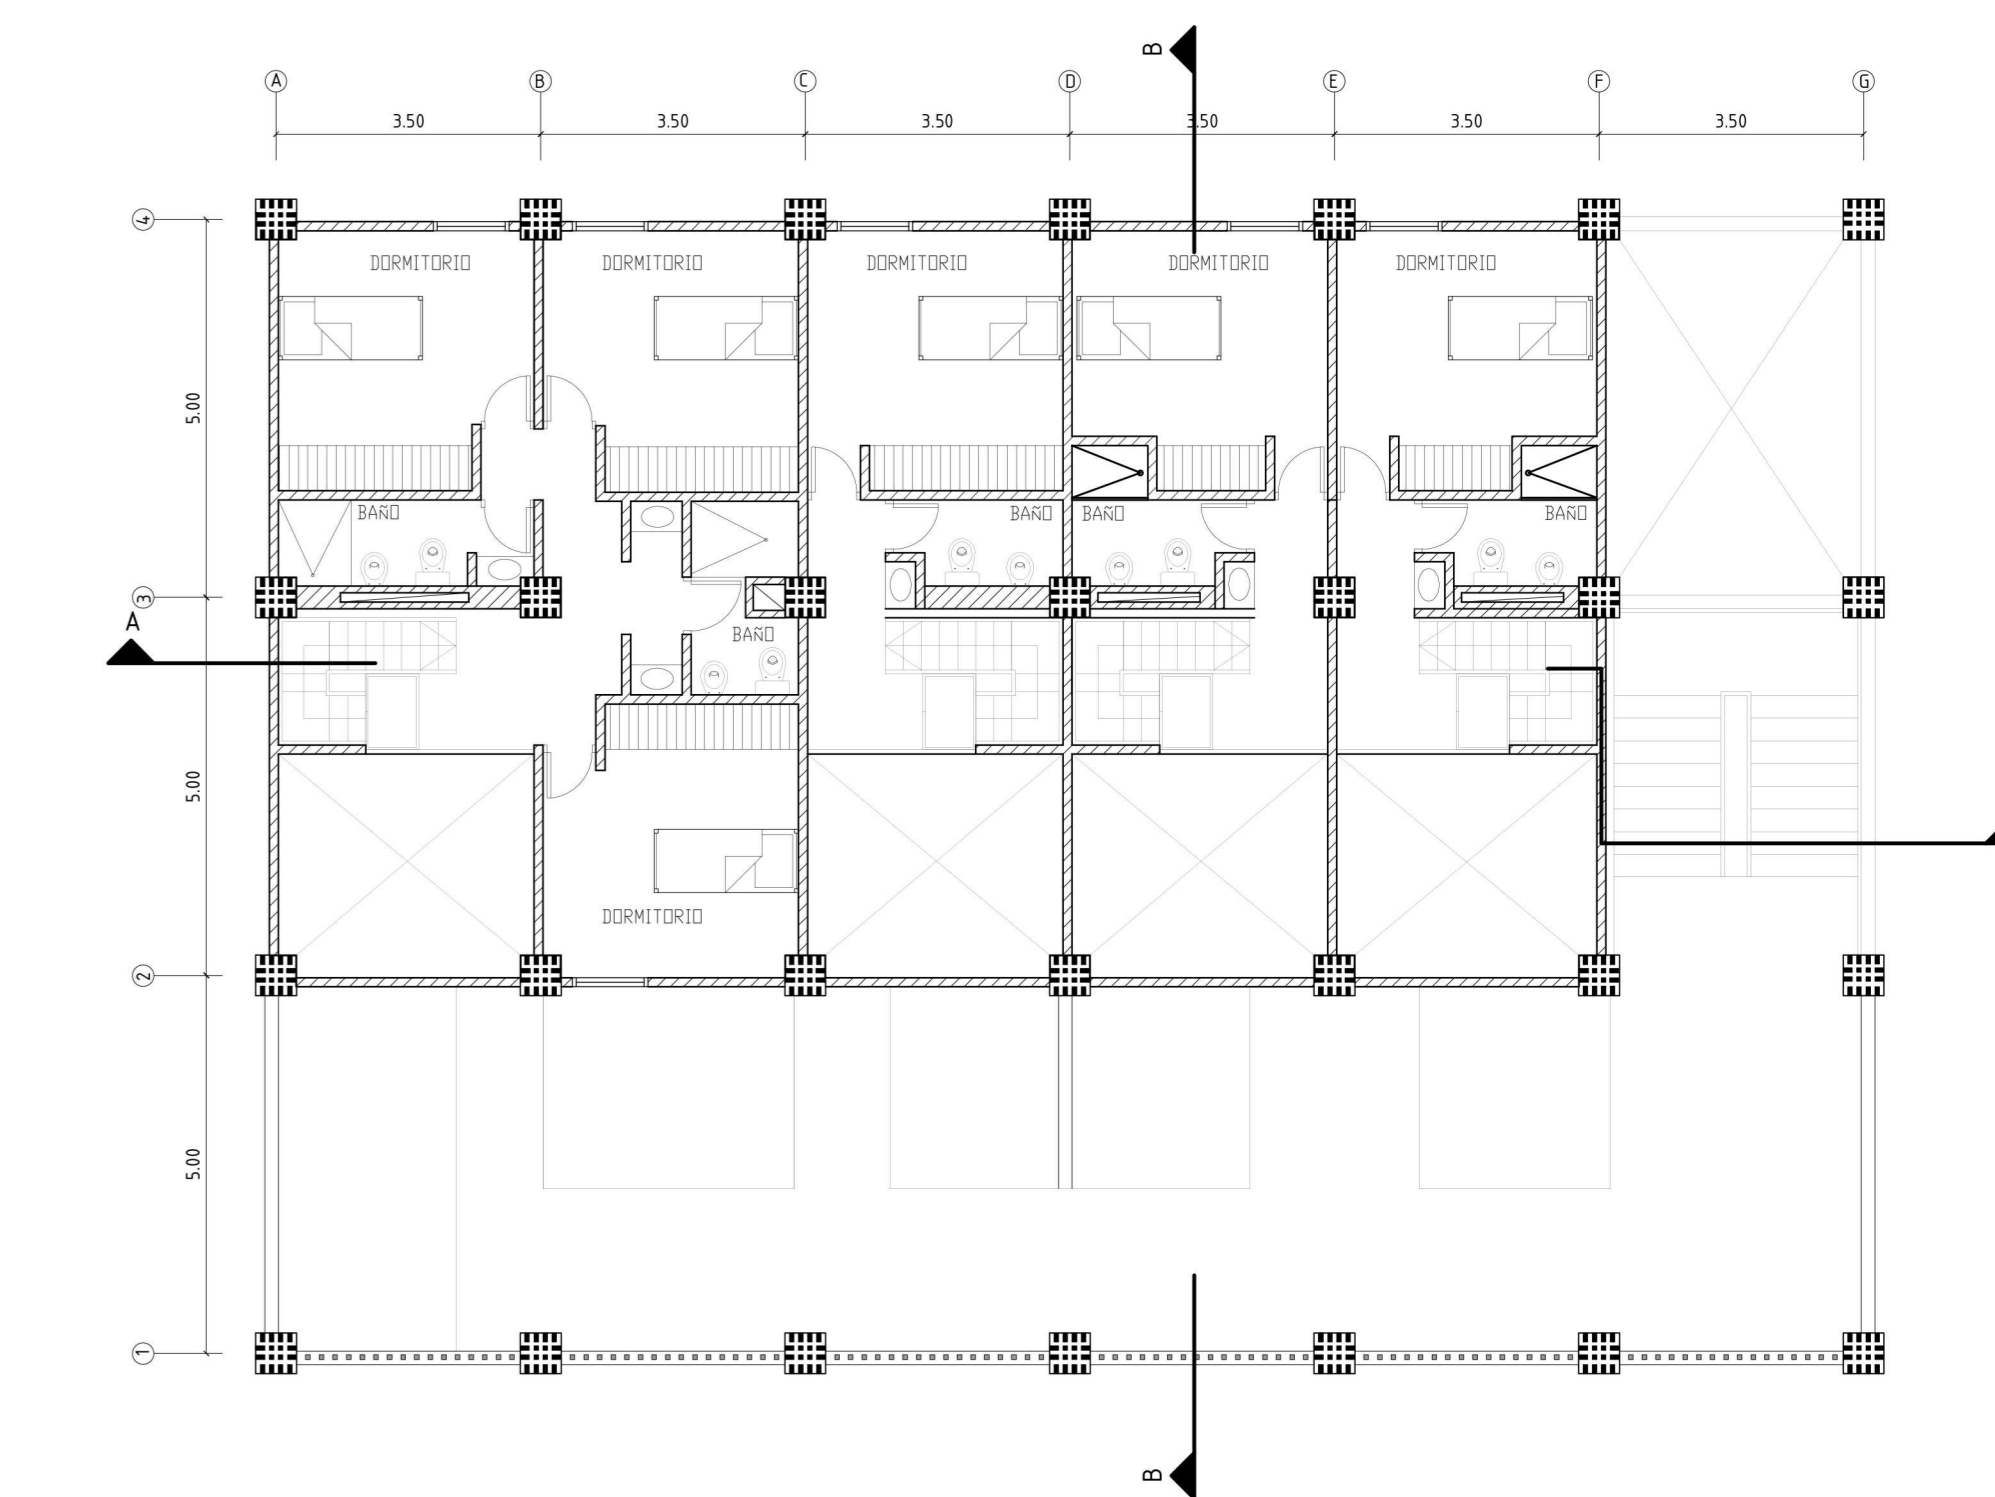 B
A B C D E F G
3.50 3.50 3.50 3.50 3.50 3.50
4
DORMITORIO DORMITORIO DORMITORIO DORMITORIO DORMITORIO
5.00
BAÑO BAÑO BAÑO BAÑO
3
A
BAÑO
5.00
DORMITORIO
2
5.00
1
B